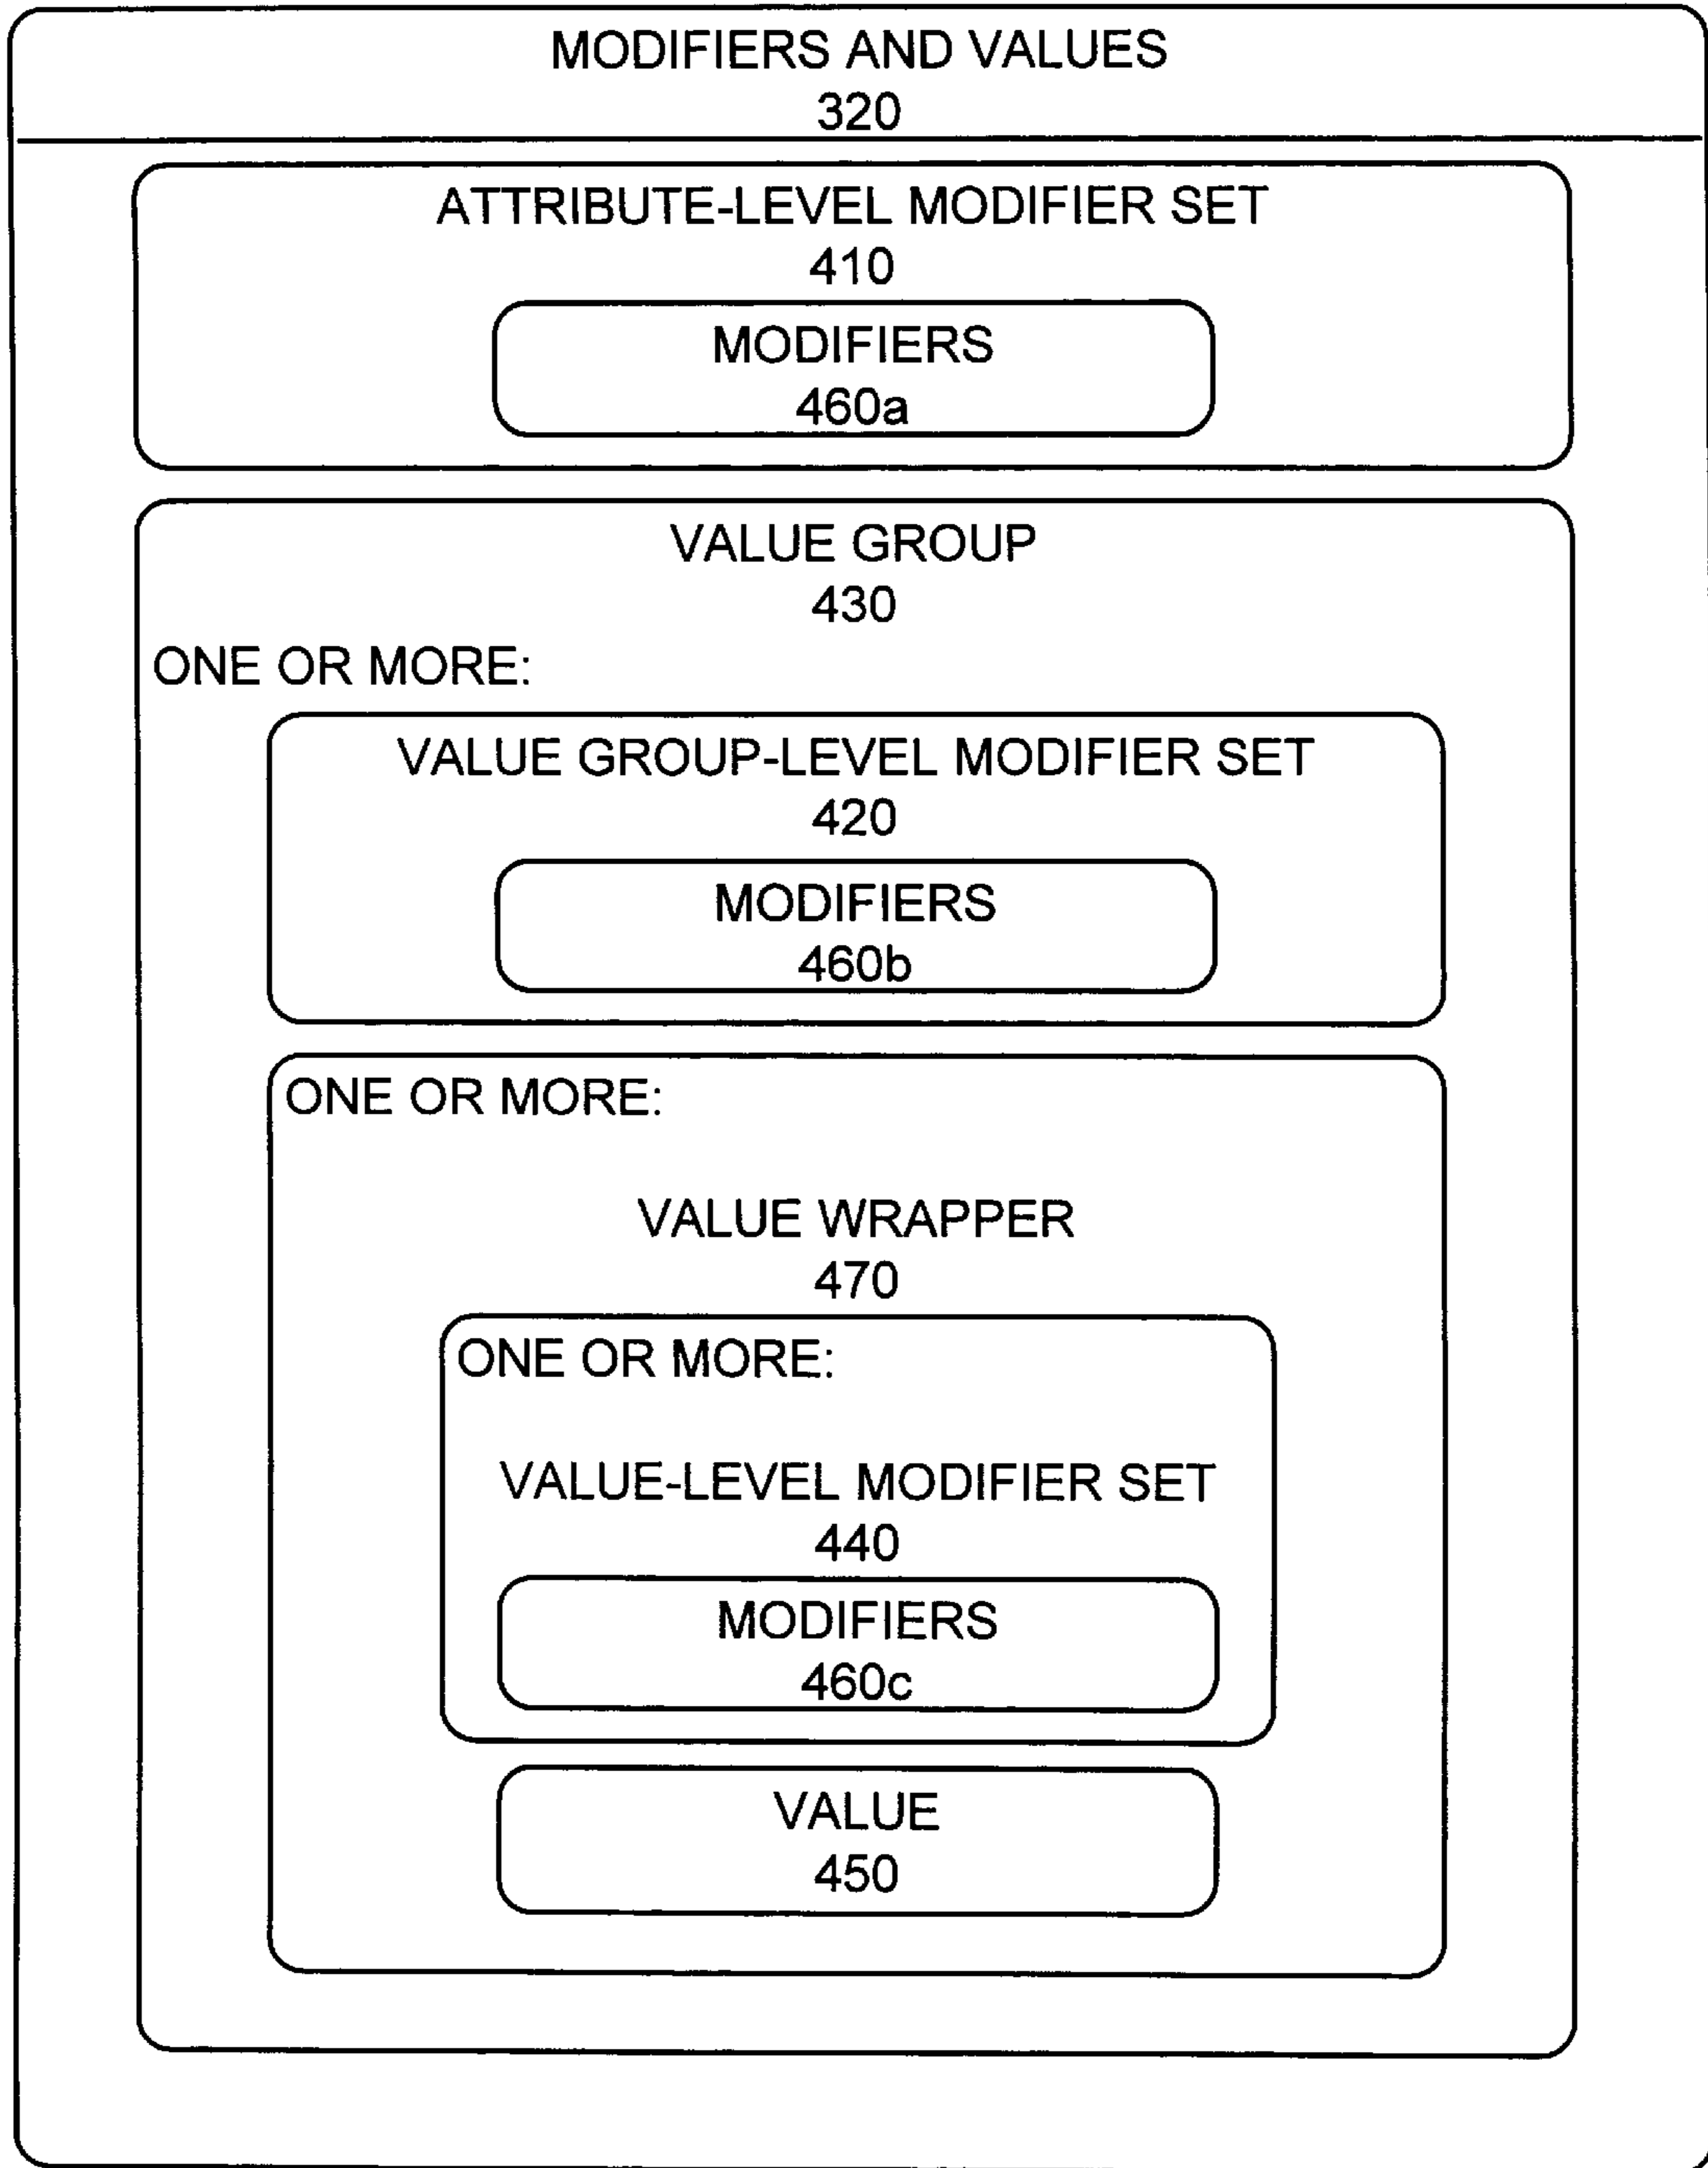 MODIFIERS AND VALUES
320
ATTRIBUTE-LEVEL MODIFIER SET
410
MODIFIERS
460a
VALUE GROUP
430
ONE OR MORE:
VALUE GROUP-LEVEL MODIFIER SET
420
MODIFIERS
460b
ONE OR MORE:
VALUE WRAPPER
470
ONE OR MORE:
VALUE-LEVEL MODIFIER SET
440
MODIFIERS
460c
VALUE
450